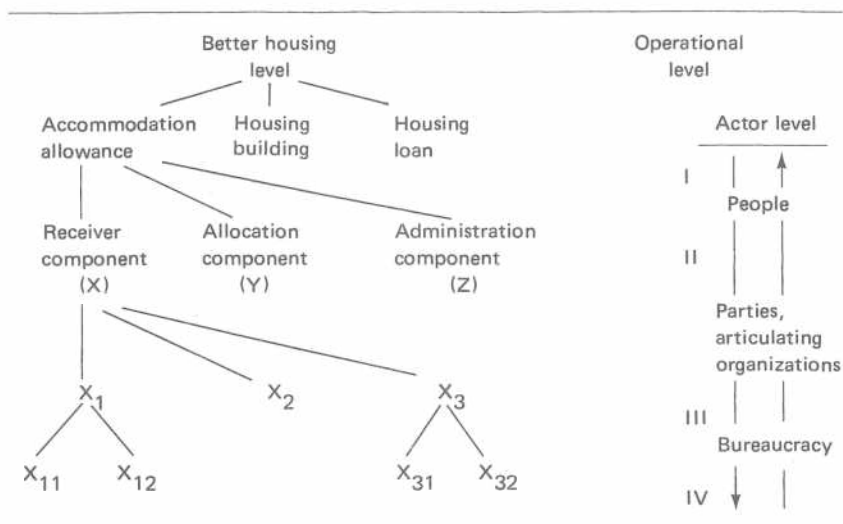 Better housing
level
Operational
level
Accommodation
allowance
Housing
building
Housing
loan
Actor level
I
People
Receiver
component
(X)
Allocation
component
(Y)
Administration
component
(Z)
II
Parties,
articulating
organizations
X1
X2
X3
III
Bureaucracy
X11
X12
X31
X32
IV